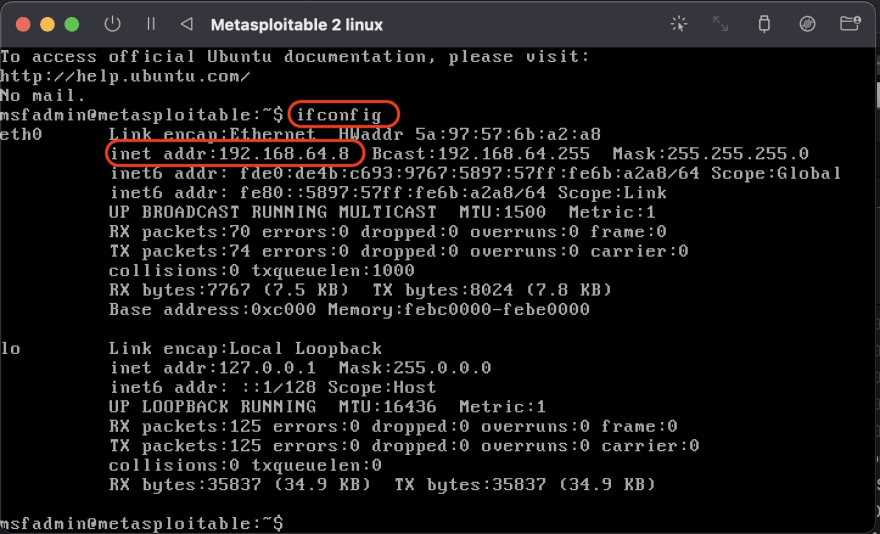 Metasploitable 2 linux
To access official Ubuntu documentation, please visit:
http://help.ubuntu.com/
No mail.
msfadmin@metasploitable:~$ ifconfig
eth0 Link encap:Ethernet HWaddr 5a:97:57:6b:a2:a8
inet addr:192.168.64.8 Bcast:192.168.64.255 Mask:255.255.255.0
inet6 addr: fde0:de4b:c693:9767:5897:57ff:fe6b:a2a8/64 Scope:Global
inet6 addr: fe80::5897:57ff:fe6b:a2a8/64 Scope:Link
UP BROADCAST RUNNING MULTICAST MTU:1500 Metric:1
RX packets:70 errors:0 dropped:0 overruns:0 frame:0
TX packets:74 errors:0 dropped:0 overruns:0 carrier:0
collisions:0 txqueuelen:1000
RX bytes:7767 (7.5 KB) TX bytes:8024 (7.8 KB)
Base address:0xc000 Memory:febc0000-febe0000
lo Link encap:Local Loopback
inet addr:127.0.0.1 Mask:255.0.0.0
inet6 addr: ::1/128 Scope:Host
UP LOOPBACK RUNNING MTU:16436 Metric:1
RX packets:125 errors:0 dropped:0 overruns:0 frame:0
TX packets:125 errors:0 dropped:0 overruns:0 carrier:0
collisions:0 txqueuelen:0
RX bytes:35837 (34.9 KB) TX bytes:35837 (34.9 KB)
msfadmin@metasploitable:~$